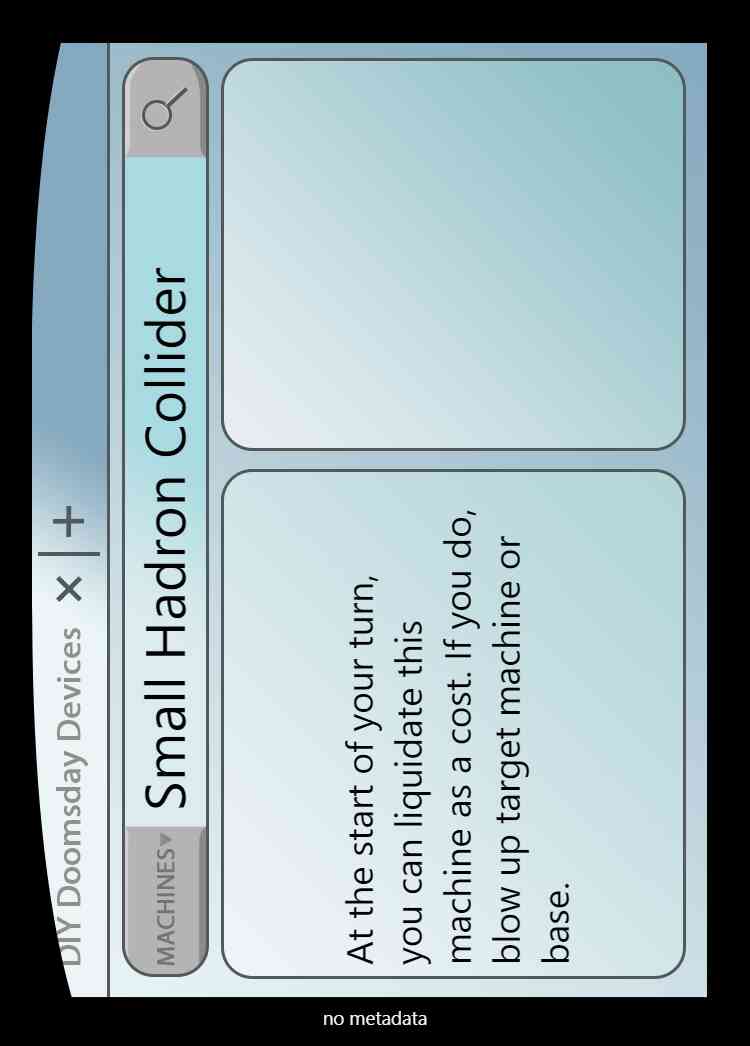 DIY Doomsday Devices × +
MACHINES▾ Small Hadron Collider
At the start of your turn,
you can liquidate this
machine as a cost. If you do,
blow up target machine or
base.
no metadata